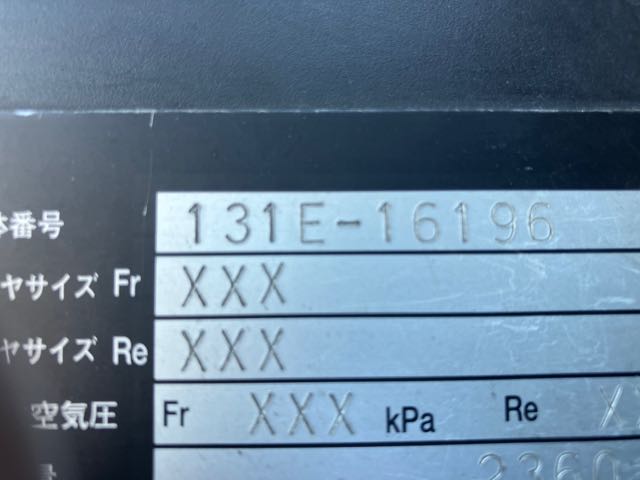 体番号 131E-16196
ヤサイズ Fr XXX
ヤサイズ Re XXX
空気圧 Fr XXX kPa Re X
2360